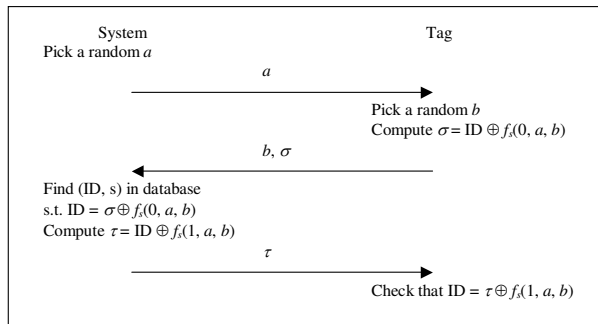 System Tag
Pick a random a
a
Pick a random b
Compute σ = ID ⊕ fₛ(0, a, b)
b, σ
Find (ID, s) in database
s.t. ID = σ ⊕ fₛ(0, a, b)
Compute τ = ID ⊕ fₛ(1, a, b)
τ
Check that ID = τ ⊕ fₛ(1, a, b)